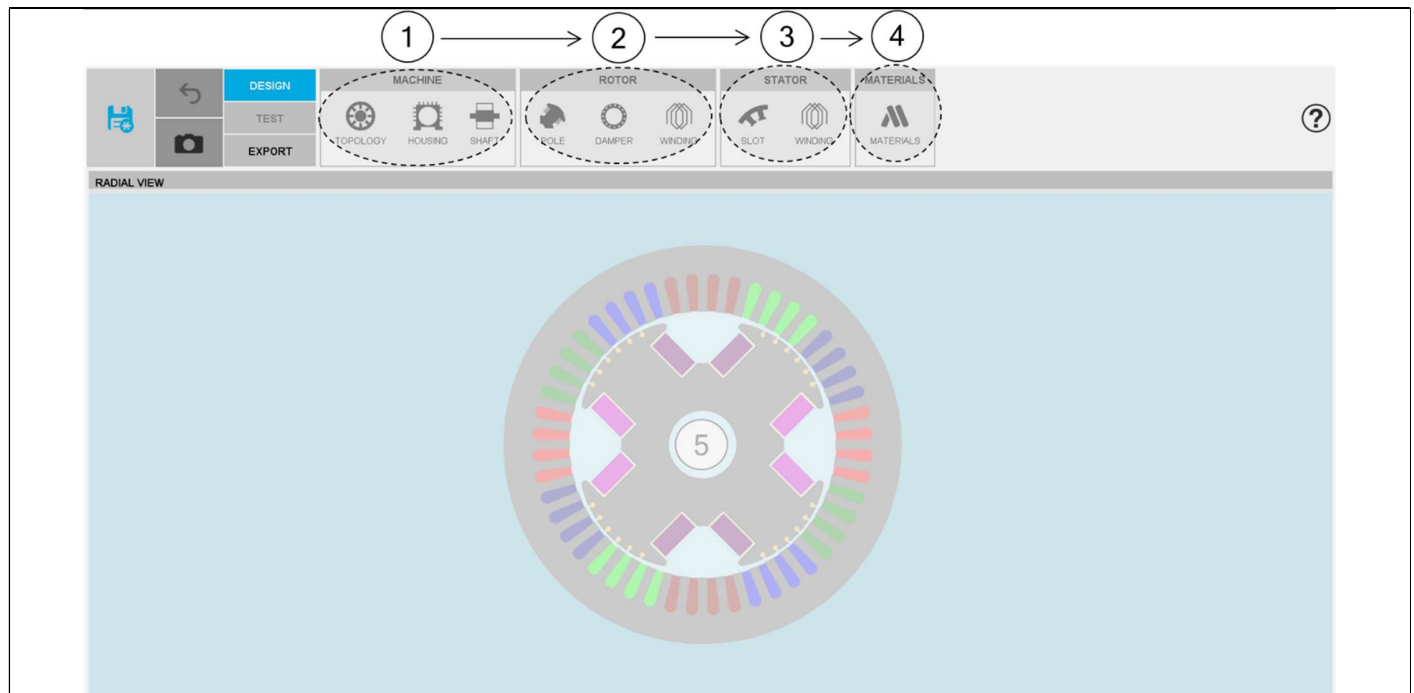 1 2 3 4
DESIGN MACHINE ROTOR STATOR MATERIALS
TEST
TOPOLOGY HOUSING SHAFT POLE DAMPER WINDING SLOT WINDING MATERIALS
EXPORT
?
RADIAL VIEW
5